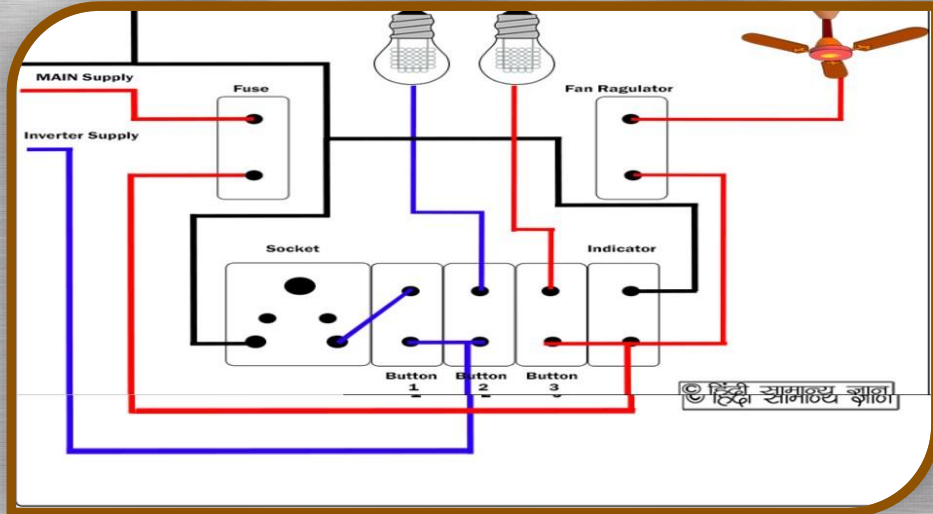 MAIN Supply
Fuse
Fan Ragulator
Inverter Supply
Socket
Indicator
Button
1
Button
2
Button
3
© हिंदी सामान्य ज्ञान
© हिंदी सामान्य ज्ञान